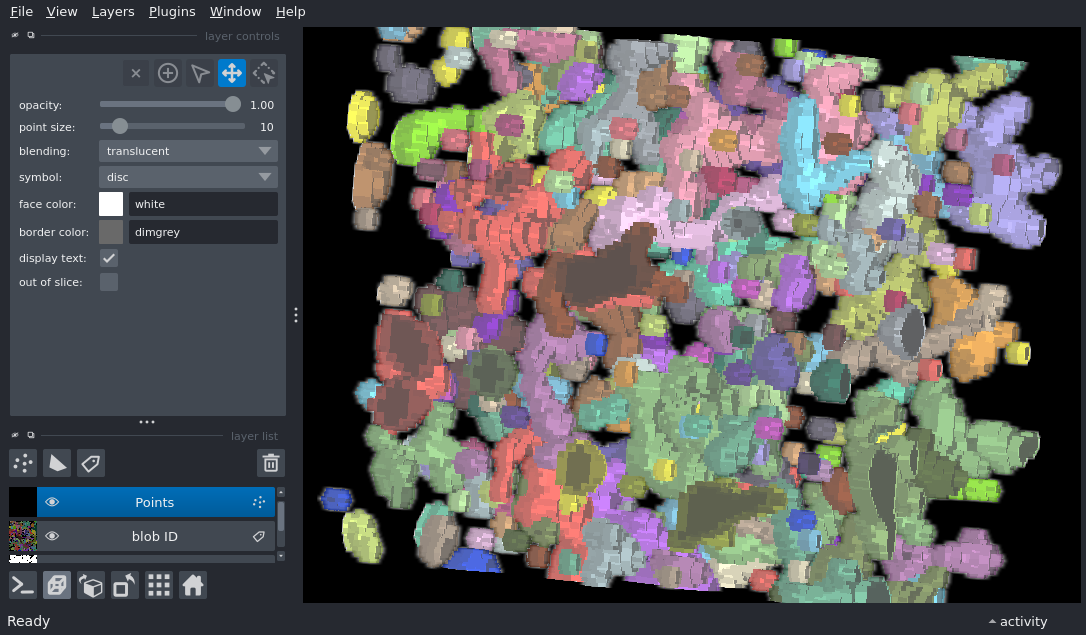 File View Layers Plugins Window Help
layer controls
opacity: 1.00
point size: 10
blending: translucent
symbol: disc
face color: white
border color: dimgrey
display text:
out of slice:
layer list
Points
blob ID
Ready
activity